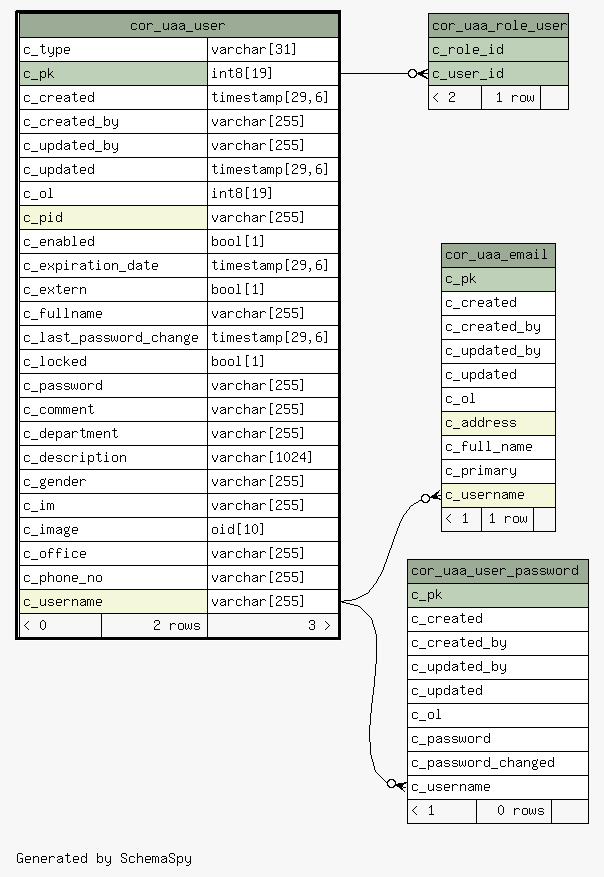 cor_uaa_user
c_type varchar[31]
c_pk int8[19]
c_created timestamp[29,6]
c_created_by varchar[255]
c_updated_by varchar[255]
c_updated timestamp[29,6]
c_ol int8[19]
c_pid varchar[255]
c_enabled bool[1]
c_expiration_date timestamp[29,6]
c_extern bool[1]
c_fullname varchar[255]
c_last_password_change timestamp[29,6]
c_locked bool[1]
c_password varchar[255]
c_comment varchar[255]
c_department varchar[255]
c_description varchar[1024]
c_gender varchar[255]
c_im varchar[255]
c_image oid[10]
c_office varchar[255]
c_phone_no varchar[255]
c_username varchar[255]
< 0 2 rows 3 >
cor_uaa_role_user
c_role_id
c_user_id
< 2 1 row
cor_uaa_email
c_pk
c_created
c_created_by
c_updated_by
c_updated
c_ol
c_address
c_full_name
c_primary
c_username
< 1 1 row
cor_uaa_user_password
c_pk
c_created
c_created_by
c_updated_by
c_updated
c_ol
c_password
c_password_changed
c_username
< 1 0 rows
Generated by SchemaSpy